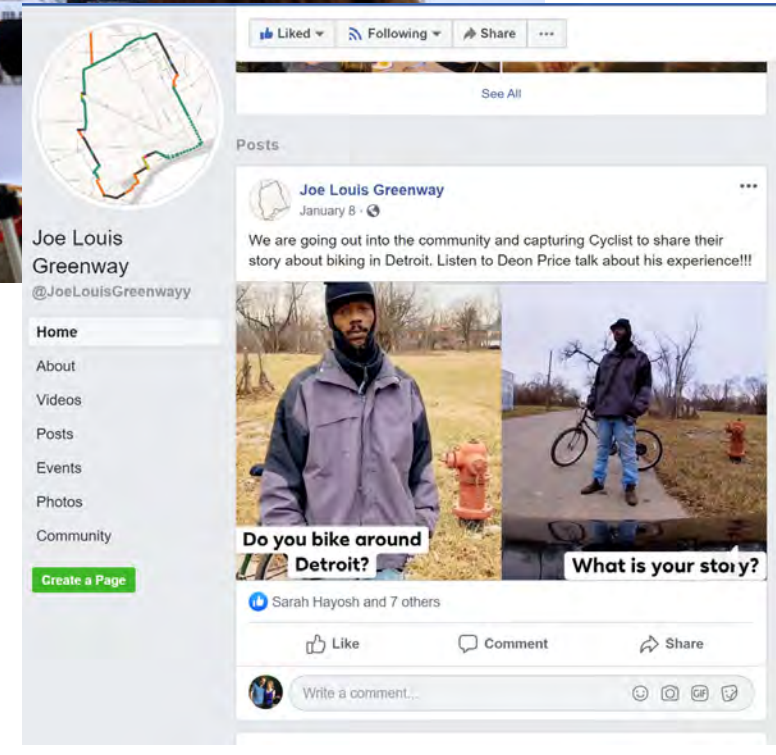 Liked
Following
Share
See All
Posts
Joe Louis Greenway
January 8
We are going out into the community and capturing Cyclist to share their
story about biking in Detroit. Listen to Deon Price talk about his experience!!!
Joe Louis
Greenway
@JoeLouisGreenwayy
Home
About
Videos
Posts
Events
Photos
Community
Create a Page
Do you bike around
Detroit?
What is your story?
Sarah Hayosh and 7 others
Like
Comment
Share
Write a comment...
GIF